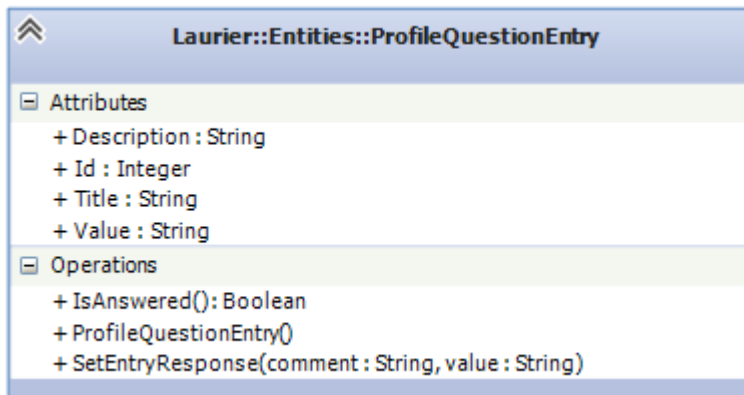 Laurier::Entities::ProfileQuestionEntry
Attributes
+ Description : String
+ Id : Integer
+ Title : String
+ Value : String
Operations
+ IsAnswered(): Boolean
+ ProfileQuestionEntry()
+ SetEntryResponse(comment : String, value : String)